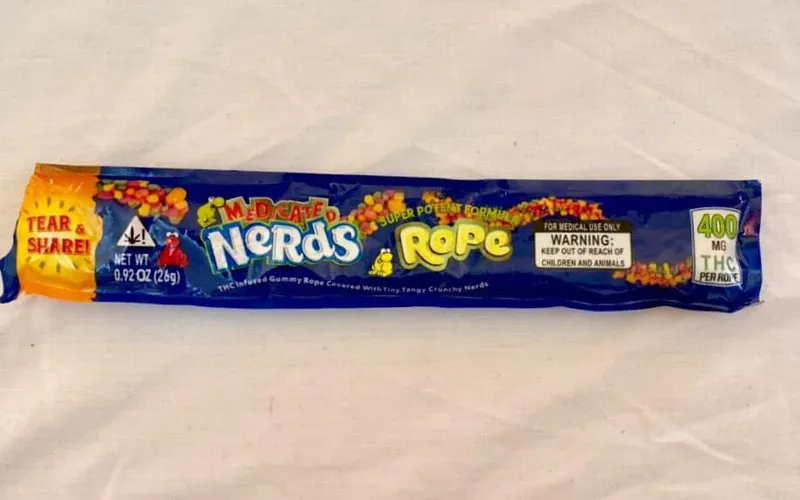 TEAR &
SHARE!
!
NET WT
0.92 OZ (26g)
MEDICATED
NeRds
SUPER POTENT FORMULA
RoPe
THC Infused Gummy Rope Covered With Tiny Tangy Crunchy Nerds
FOR MEDICAL USE ONLY
WARNING:
KEEP OUT OF REACH OF
CHILDREN AND ANIMALS
400
MG
THC
PER ROPE